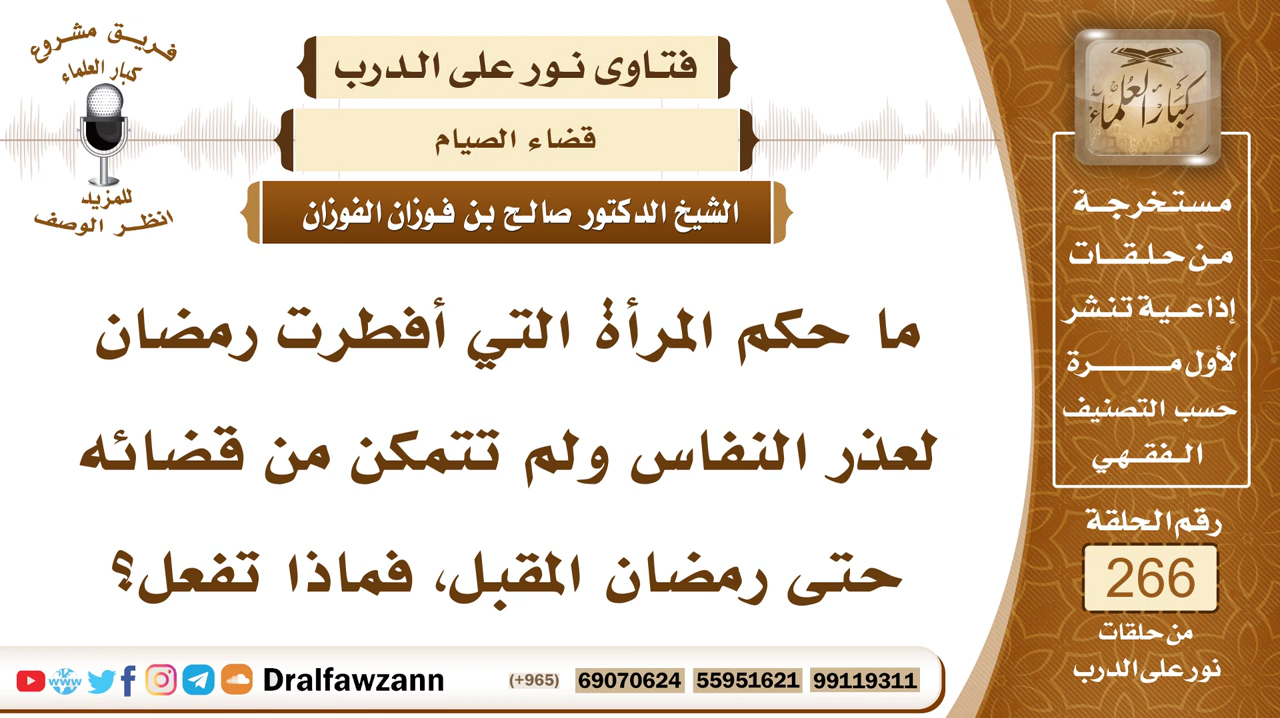 فريق مشروع
كبار العلماء
للمزيد
انظر الوصف
فتاوى نور على الدرب
قضاء الصيام
الشيخ الدكتور صالح بن فوزان الفوزان
ما حكم المرأة التي أفطرت رمضان
لعذر النفاس ولم تتمكن من قضائه
حتى رمضان المقبل، فماذا تفعل؟
كبار العلماء
مستخرجة
من حلقات
إذاعية تنشر
لأول مرة
حسب التصنيف
الفقهي
رقم الحلقة
266
من حلقات
نور على الدرب
www Dralfawzann (+965) 69070624 55951621 99119311